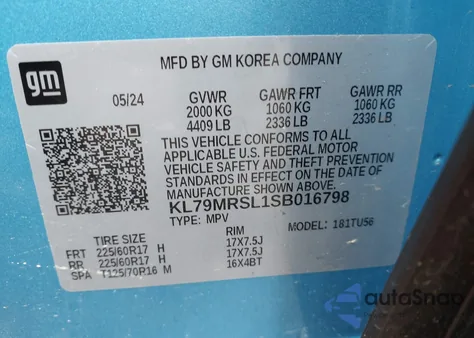 gm
MFD BY GM KOREA COMPANY
05/24 GVWR GAWR FRT GAWR RR
2000 KG 1060 KG 1060 KG
4409 LB 2336 LB 2336 LB
THIS VEHICLE CONFORMS TO ALL
APPLICABLE U.S. FEDERAL MOTOR
VEHICLE SAFETY AND THEFT PREVENTION
STANDARDS IN EFFECT ON THE DATE OF
MANUFACTURE SHOWN ABOVE.
KL79MRSL1SB016798
TYPE: MPV MODEL: 181TU56
TIRE SIZE RIM
FRT 225/60R17 H 17X7.5J
RR 225/60R17 H 17X7.5J
SPA T125/70R16 M 16X4BT
autoSnap